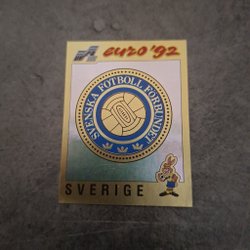 euro'92
SVENSKA FOTBOLL FÖRBUNDET
SVERIGE